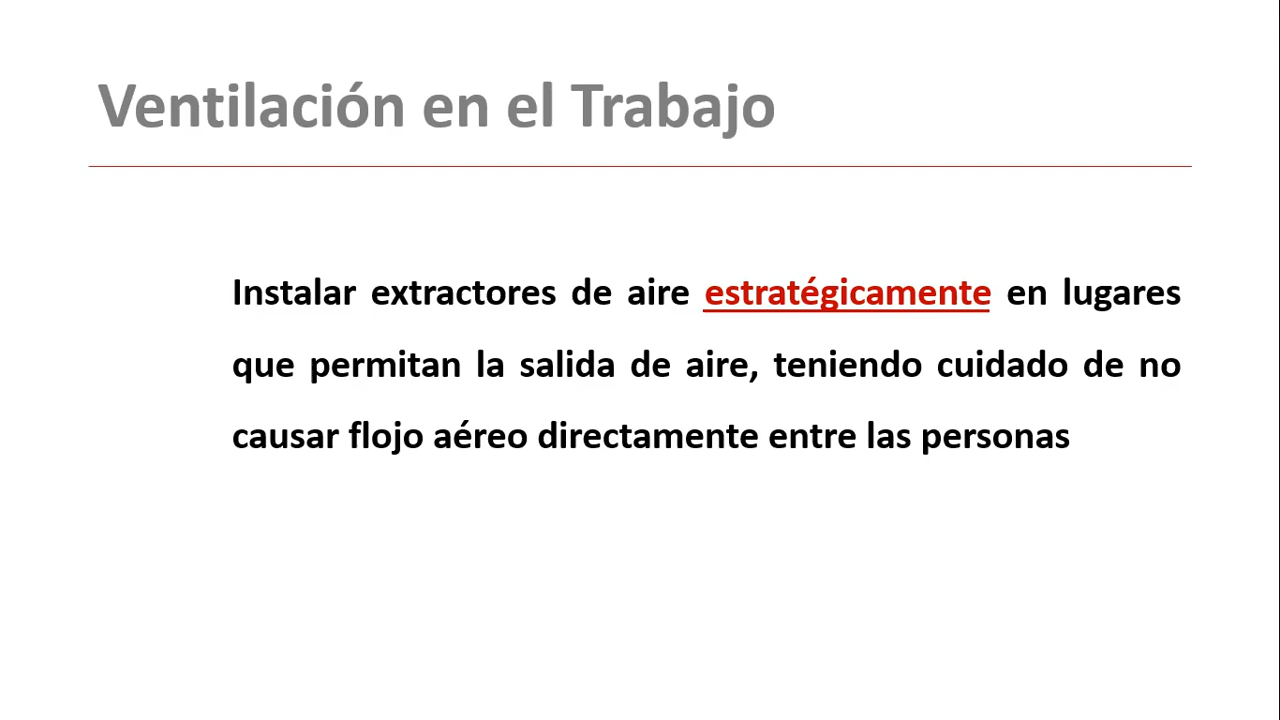 Ventilación en el Trabajo
Instalar extractores de aire estratégicamente en lugares
que permitan la salida de aire, teniendo cuidado de no
causar flojo aéreo directamente entre las personas